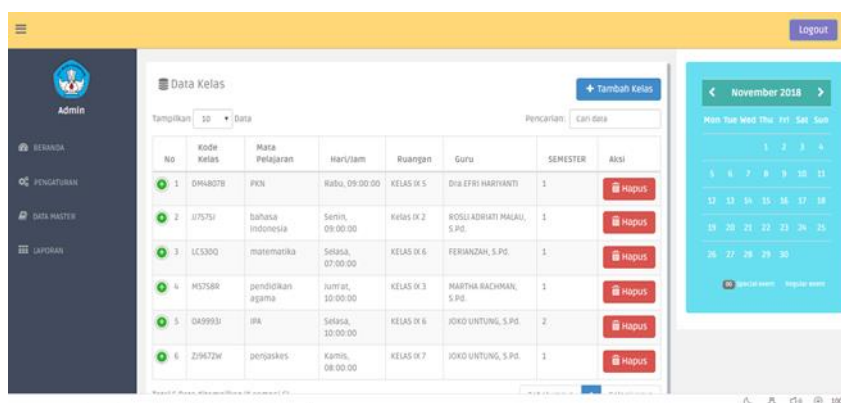 Logout
Admin
BERANDA
PENGATURAN
DATA MASTER
LAPORAN
Data Kelas
+ Tambah Kelas
Tampilkan 10 Data
Pencarian: Cari data
No Kode Kelas Mata Pelajaran Hari/Jam Ruangan Guru SEMESTER Aksi
1 PKN Rabu, 09:00:00 KELAS IX 5 Dra.EFRI HARIYANTI 1 Hapus
2 bahasa indonesia Senin, 09:00:00 Kelas IX 2 ROSLI ADRIATI MALAU, S.Pd. 1 Hapus
3 matematika Selasa, 07:00:00 KELAS IX 6 FERIANZAH, S.Pd. 1 Hapus
4 pendidikan agama Jum'at, 10:00:00 KELAS IX 3 MARTHA RACHMAN, S.Pd. 1 Hapus
5 IPA Selasa, 10:00:00 KELAS IX 6 JOKO UNTUNG, S.Pd. 2 Hapus
6 penjaskes Kamis, 08:00:00 KELAS IX 7 JOKO UNTUNG, S.Pd. 1 Hapus
November 2018
Mon Tue Wed Thu Fri Sat Sun
1 2 3 4
5 6 7 8 9 10 11
12 13 14 15 16 17 18
19 20 21 22 23 24 25
26 27 28 29 30
Special event Regular event
100